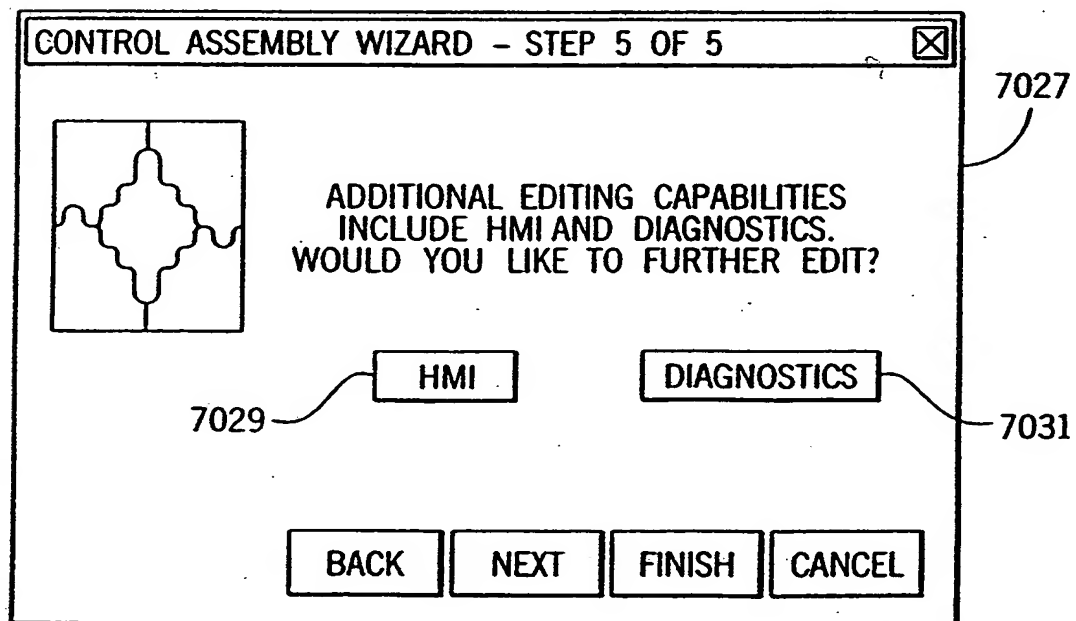 CONTROL ASSEMBLY WIZARD – STEP 5 OF 5
7027
ADDITIONAL EDITING CAPABILITIES
INCLUDE HMI AND DIAGNOSTICS.
WOULD YOU LIKE TO FURTHER EDIT?
HMI DIAGNOSTICS
7029 7031
BACK NEXT FINISH CANCEL